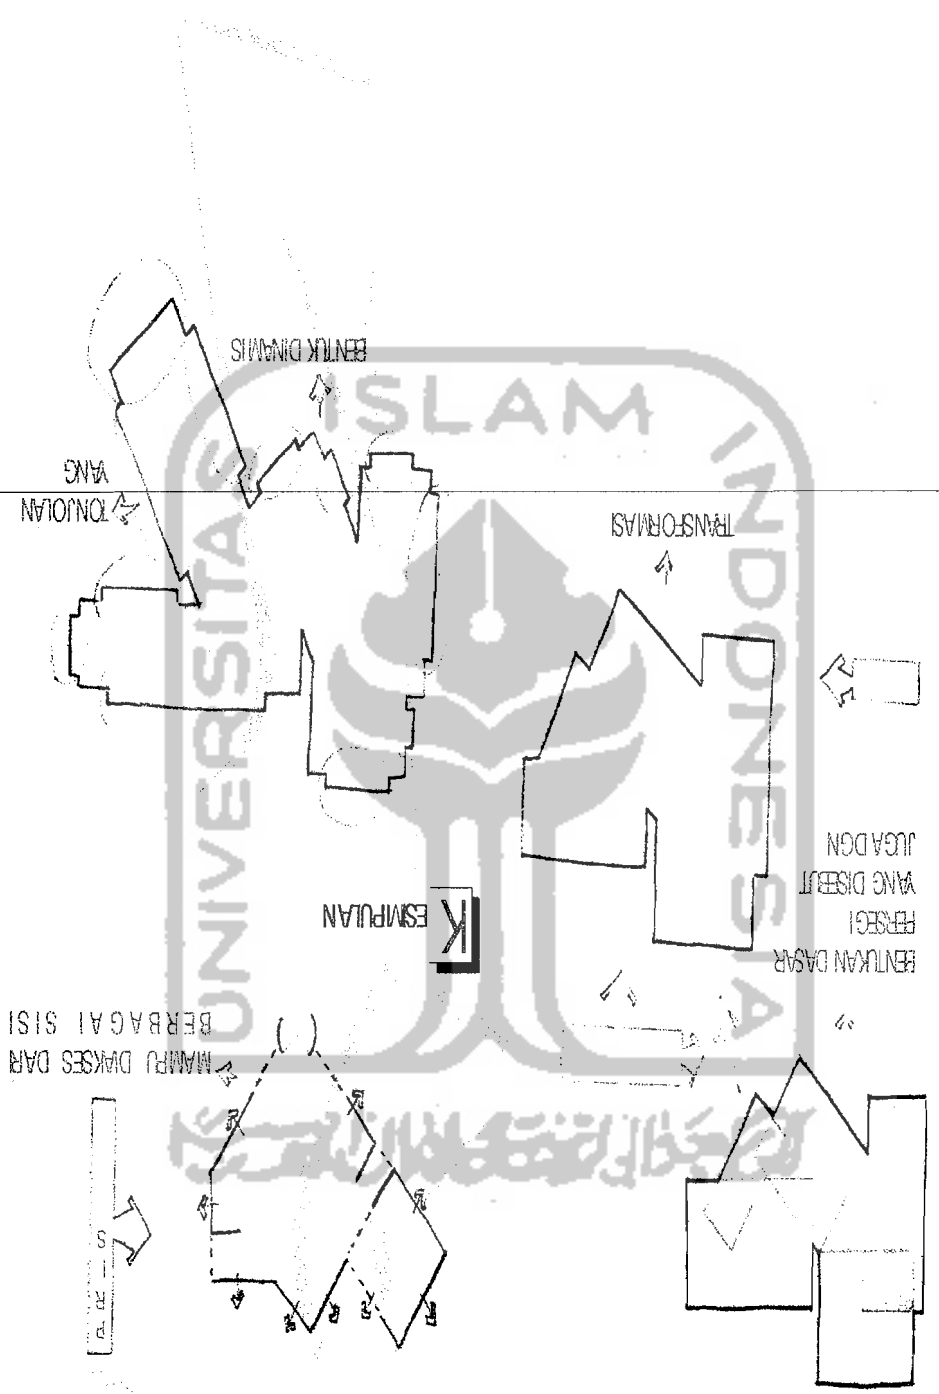 P
R
I
S
MAMPU DIAKSES DARI
BERBAGAI SISI
BENTUKAN DASAR
PERSEGI
YANG DISEBUT
JUGA DGN
KESIMPULAN
TRANSFORMASI
TONJOLAN
YANG
BENTUK DINAMIS
UNIVERSITAS
ISLAM
INDONESIA